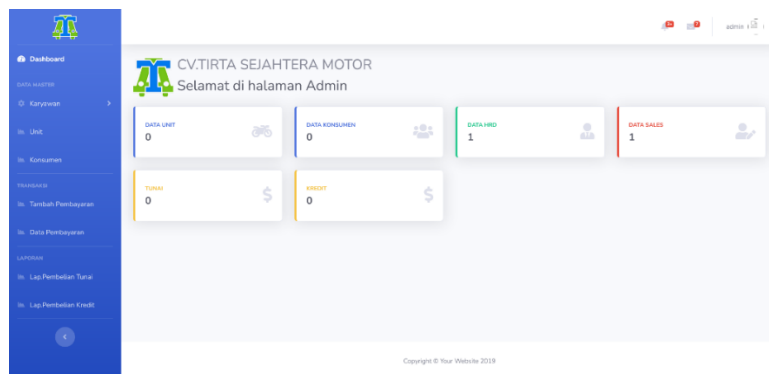 3+
7
admin
Dashboard
DATA MASTER
Karyawan
Unit
Konsumen
TRANSAKSI
Tambah Pembayaran
Data Pembayaran
LAPORAN
Lap.Pembelian Tunai
Lap.Pembelian Kredit
CV.TIRTA SEJAHTERA MOTOR
Selamat di halaman Admin
DATA UNIT
0
DATA KONSUMEN
0
DATA HRD
1
DATA SALES
1
TUNAI
0
KREDIT
0
Copyright © Your Website 2019